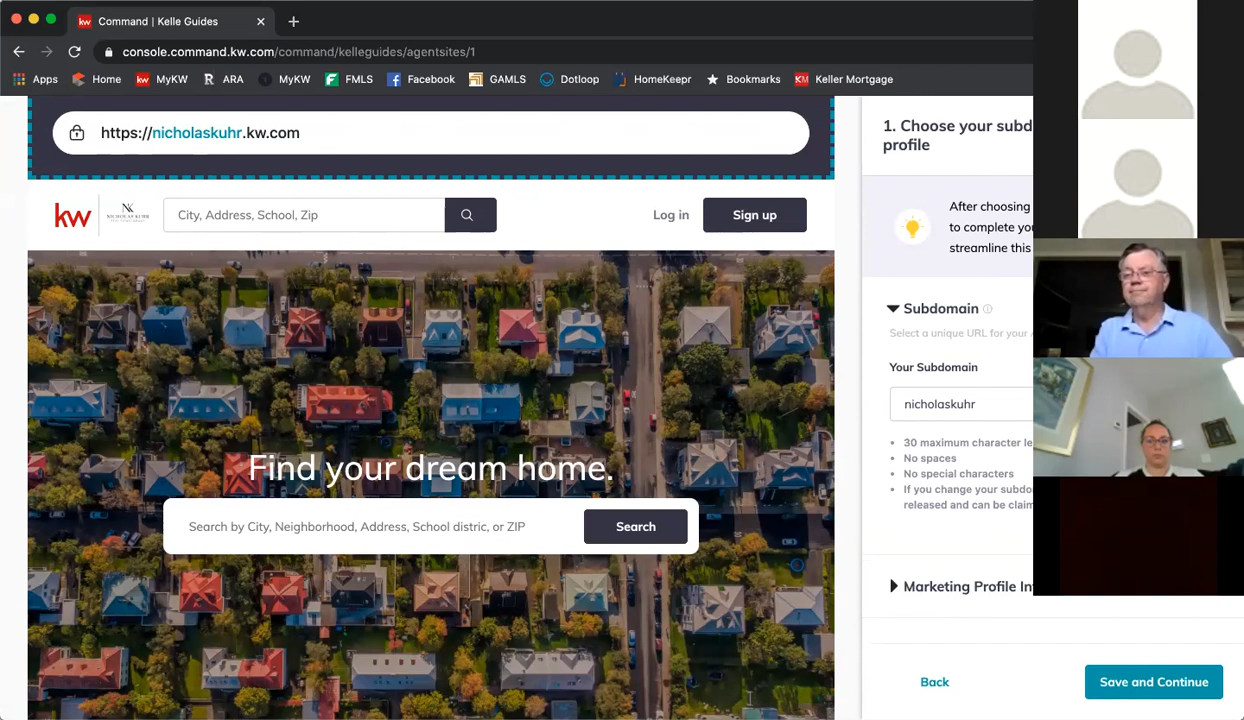 Command | Kelle Guides
console.command.kw.com/command/kelleguides/agentsites/1
Apps
Home
kw
MyKW
R
ARA
MyKW
FMLS
Facebook
GAMLS
Dotloop
HomeKeepr
Bookmarks
KM
Keller Mortgage
https://nicholaskuhr.kw.com
kw
NK
NICHOLAS KUHR
City, Address, School, Zip
Log in
Sign up
Find your dream home.
Search by City, Neighborhood, Address, School distric, or ZIP
Search
1. Choose your subd
profile
After choosing
to complete you
streamline this
Subdomain
Select a unique URL for your
Your Subdomain
nicholaskuhr
30 maximum character le
No spaces
No special characters
If you change your subdo
released and can be claim
Marketing Profile In
Back
Save and Continue